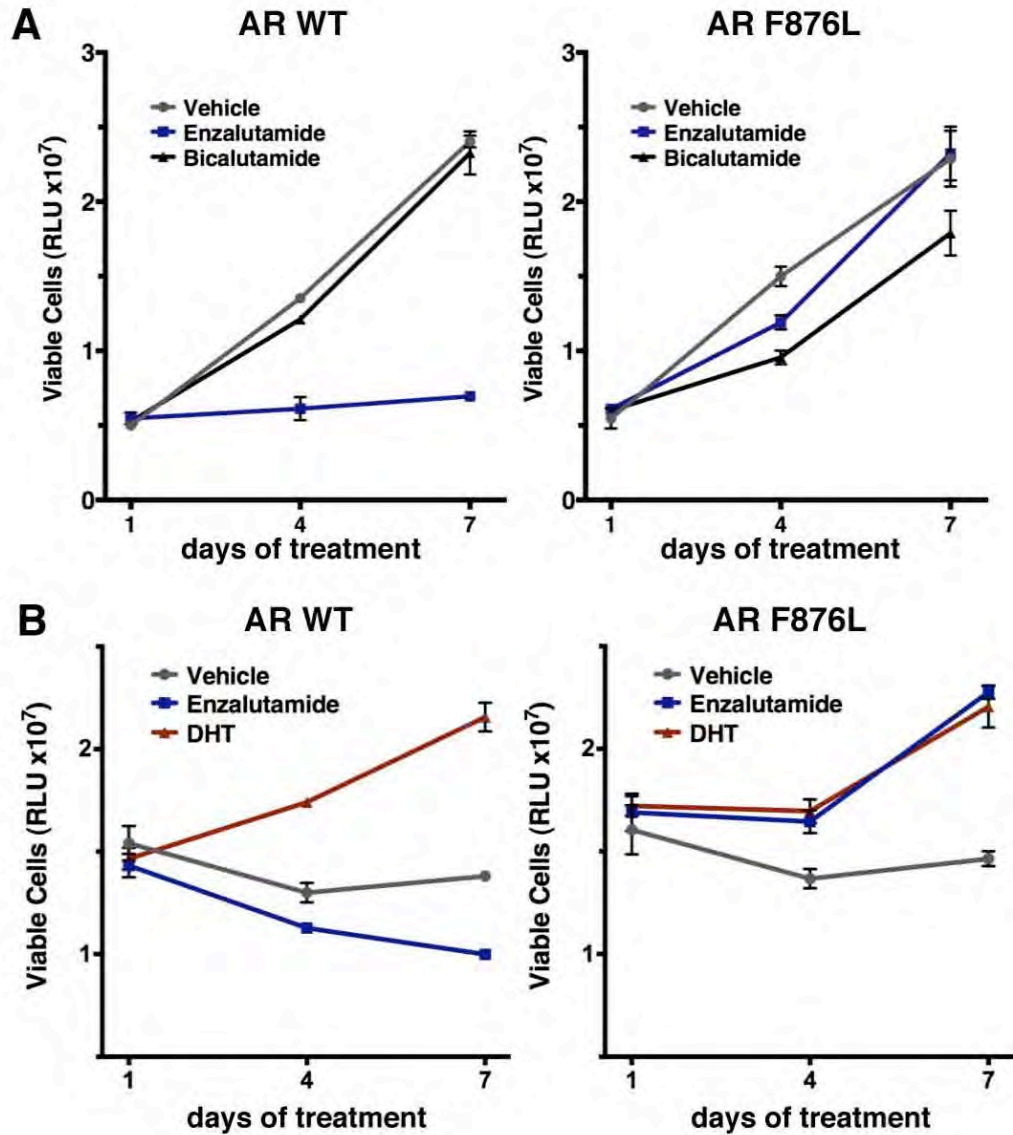 A
AR WT
AR F876L
3
2
1
0
Viable Cells (RLU x10⁷)
Vehicle
Enzalutamide
Bicalutamide
1
4
7
days of treatment
3
2
1
0
Viable Cells (RLU x10⁷)
Vehicle
Enzalutamide
Bicalutamide
1
4
7
days of treatment
B
AR WT
AR F876L
2
1
Viable Cells (RLU x10⁷)
Vehicle
Enzalutamide
DHT
1
4
7
days of treatment
2
1
Viable Cells (RLU x10⁷)
Vehicle
Enzalutamide
DHT
1
4
7
days of treatment